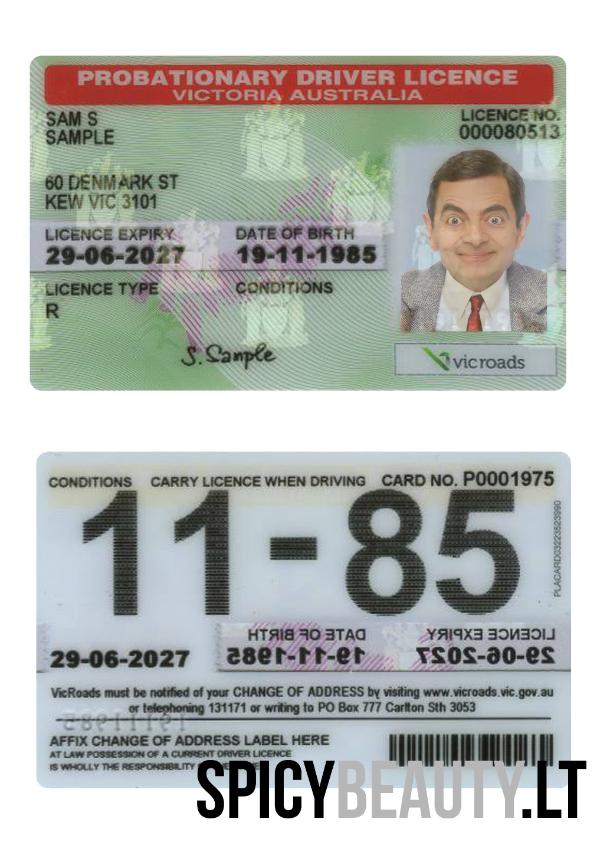 PROBATIONARY DRIVER LICENCE
VICTORIA AUSTRALIA
SAM S
SAMPLE
LICENCE NO.
000080513
60 DENMARK ST
KEW VIC 3101
LICENCE EXPIRY DATE OF BIRTH
29-06-2027 19-11-1985
LICENCE TYPE CONDITIONS
R
S. Sample
vicroads
CONDITIONS CARRY LICENCE WHEN DRIVING CARD NO. P0001975
11-85
PLACARD03223523990
DATE OF BIRTH LICENCE EXPIRY
29-06-2027 19-11-1985 29-06-2027
VicRoads must be notified of your CHANGE OF ADDRESS by visiting www.vicroads.vic.gov.au
or telephoning 131171 or writing to PO Box 777 Carlton Sth 3053
19111985
AFFIX CHANGE OF ADDRESS LABEL HERE
AT LAW POSSESSION OF A CURRENT DRIVER LICENCE
IS WHOLLY THE RESPONSIBILITY
SPICYBEAUTY.LT